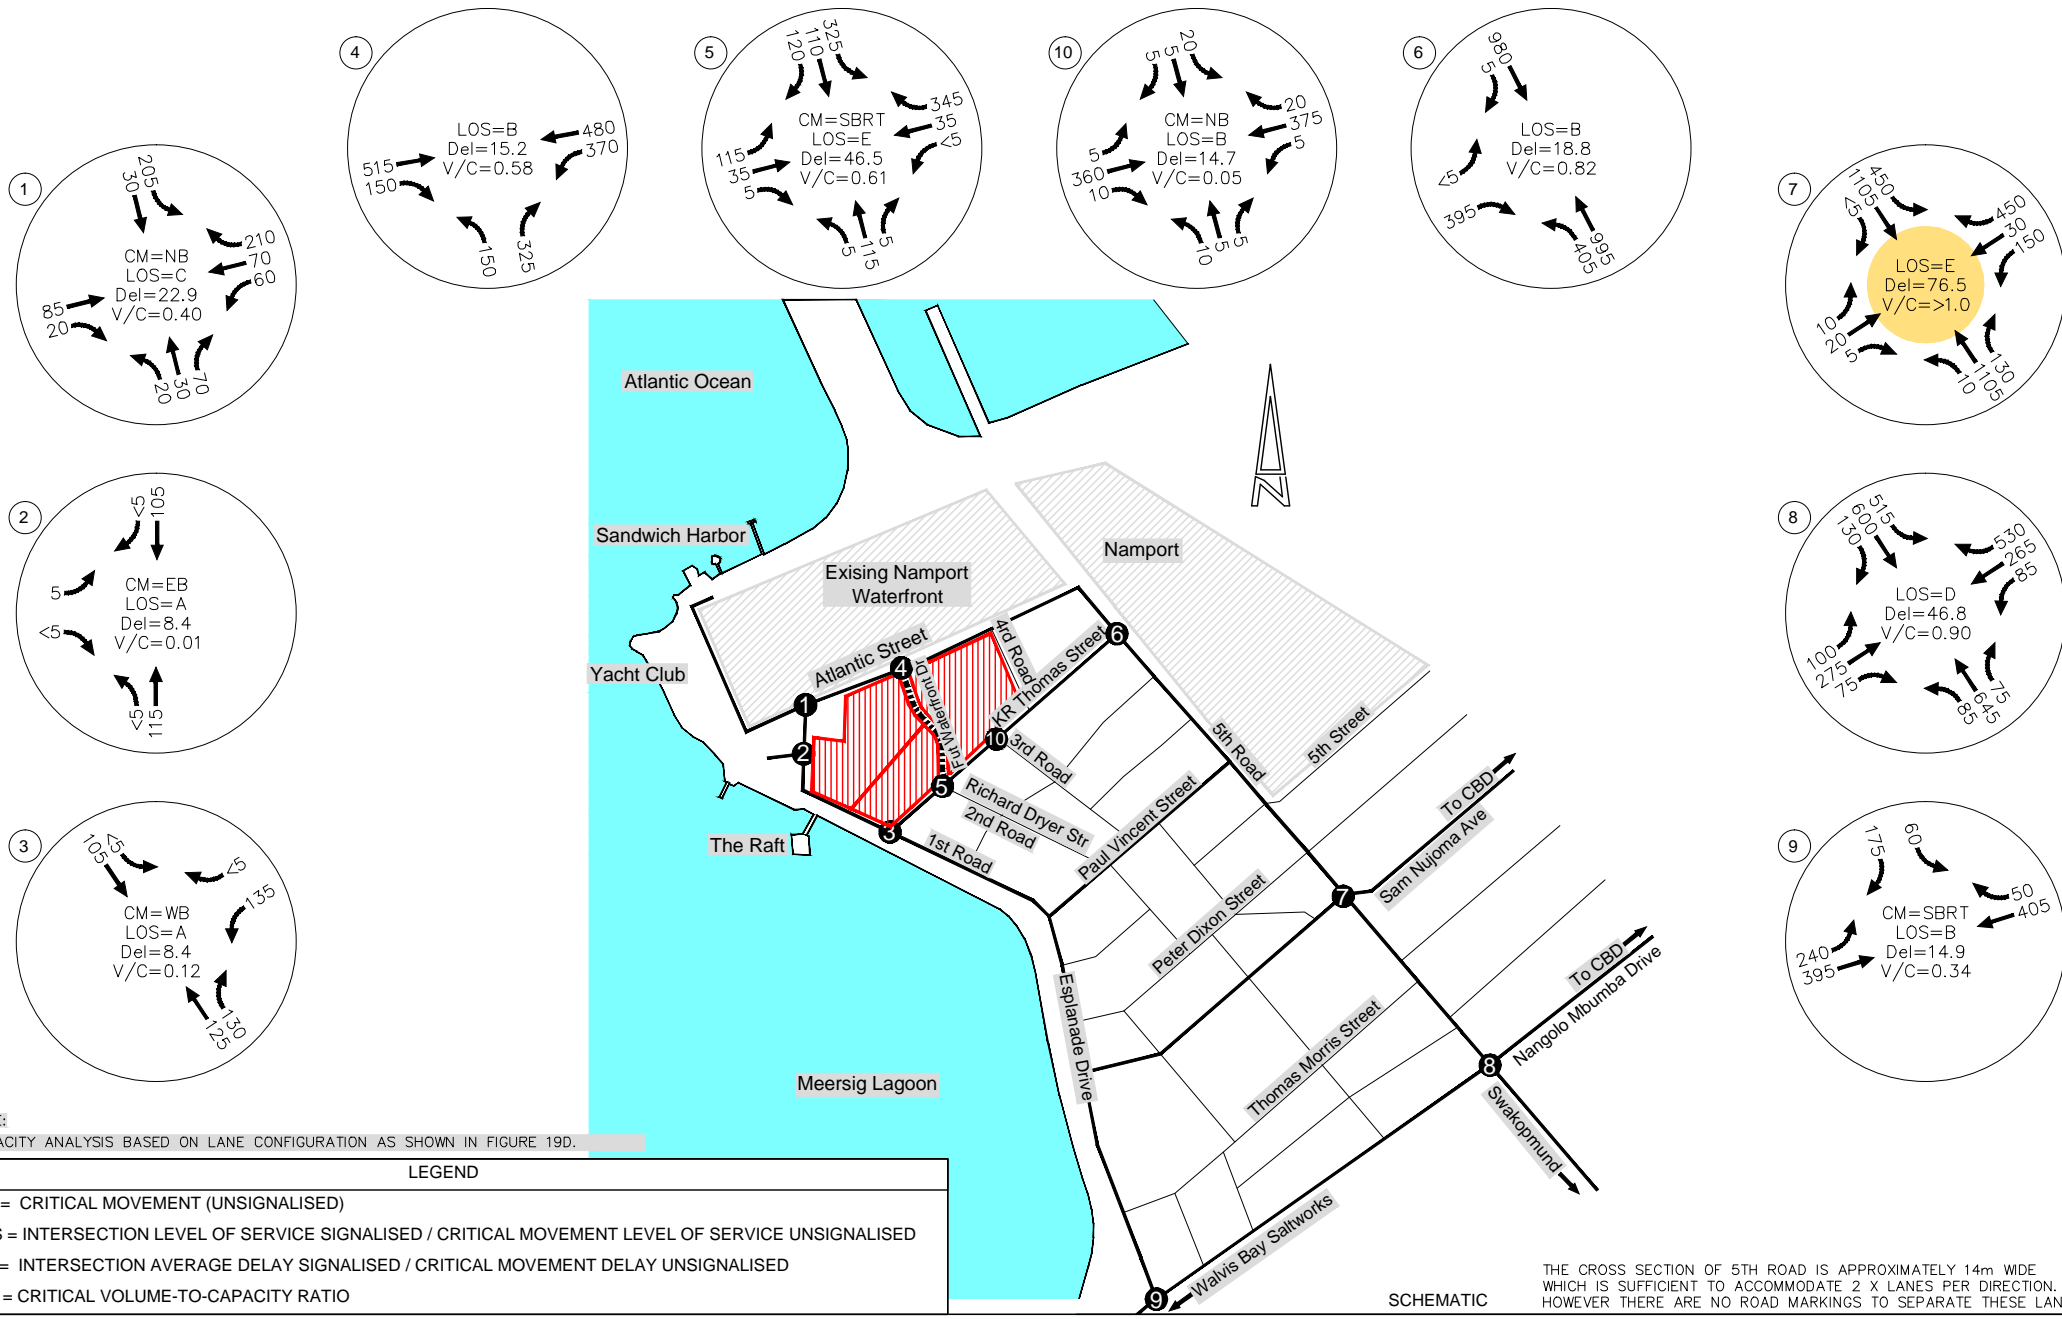 4
LOS=B
Del=15.2
V/C=0.58
480
370
515
150
150
325
5
120
110
325
CM=SBRT
LOS=E
Del=46.5
V/C=0.61
345
35
<5
115
35
5
5
115
5
10
5
5
20
CM=NB
LOS=B
Del=14.7
V/C=0.05
20
375
5
5
360
10
10
5
5
6
5
980
LOS=B
Del=18.8
V/C=0.82
<5
395
405
995
1
30
205
CM=NB
LOS=C
Del=22.9
V/C=0.40
210
70
60
85
20
20
30
70
7
<5
1105
450
LOS=E
Del=76.5
V/C=>1.0
450
30
150
10
20
5
10
1105
130
2
<5
105
CM=EB
LOS=A
Del=8.4
V/C=0.01
5
<5
<5
115
8
130
600
515
LOS=D
Del=46.8
V/C=0.90
530
265
85
100
275
75
85
645
75
3
105
<5
CM=WB
LOS=A
Del=8.4
V/C=0.12
<5
135
125
130
9
175
60
CM=SBRT
LOS=B
Del=14.9
V/C=0.34
50
405
240
395
Atlantic Ocean
Sandwich Harbor
Exising Namport
Waterfront
Namport
Yacht Club
Atlantic Street
4rd Road
Fut Waterfront Dr
KR Thomas Street
3rd Road
5th Road
5th Street
Richard Dryer Str
2nd Road
1st Road
The Raft
Paul Vincent Street
To CBD
Sam Nujoma Ave
Peter Dixon Street
Esplanade Drive
Thomas Morris Street
To CBD
Nangolo Mbumba Drive
Swakopmund
Meersig Lagoon
Walvis Bay Saltworks
1
2
3
4
5
6
7
8
9
10
N
:
ACITY ANALYSIS BASED ON LANE CONFIGURATION AS SHOWN IN FIGURE 19D.
LEGEND
= CRITICAL MOVEMENT (UNSIGNALISED)
S = INTERSECTION LEVEL OF SERVICE SIGNALISED / CRITICAL MOVEMENT LEVEL OF SERVICE UNSIGNALISED
= INTERSECTION AVERAGE DELAY SIGNALISED / CRITICAL MOVEMENT DELAY UNSIGNALISED
= CRITICAL VOLUME-TO-CAPACITY RATIO
SCHEMATIC
THE CROSS SECTION OF 5TH ROAD IS APPROXIMATELY 14m WIDE
WHICH IS SUFFICIENT TO ACCOMMODATE 2 X LANES PER DIRECTION.
HOWEVER THERE ARE NO ROAD MARKINGS TO SEPARATE THESE LAN